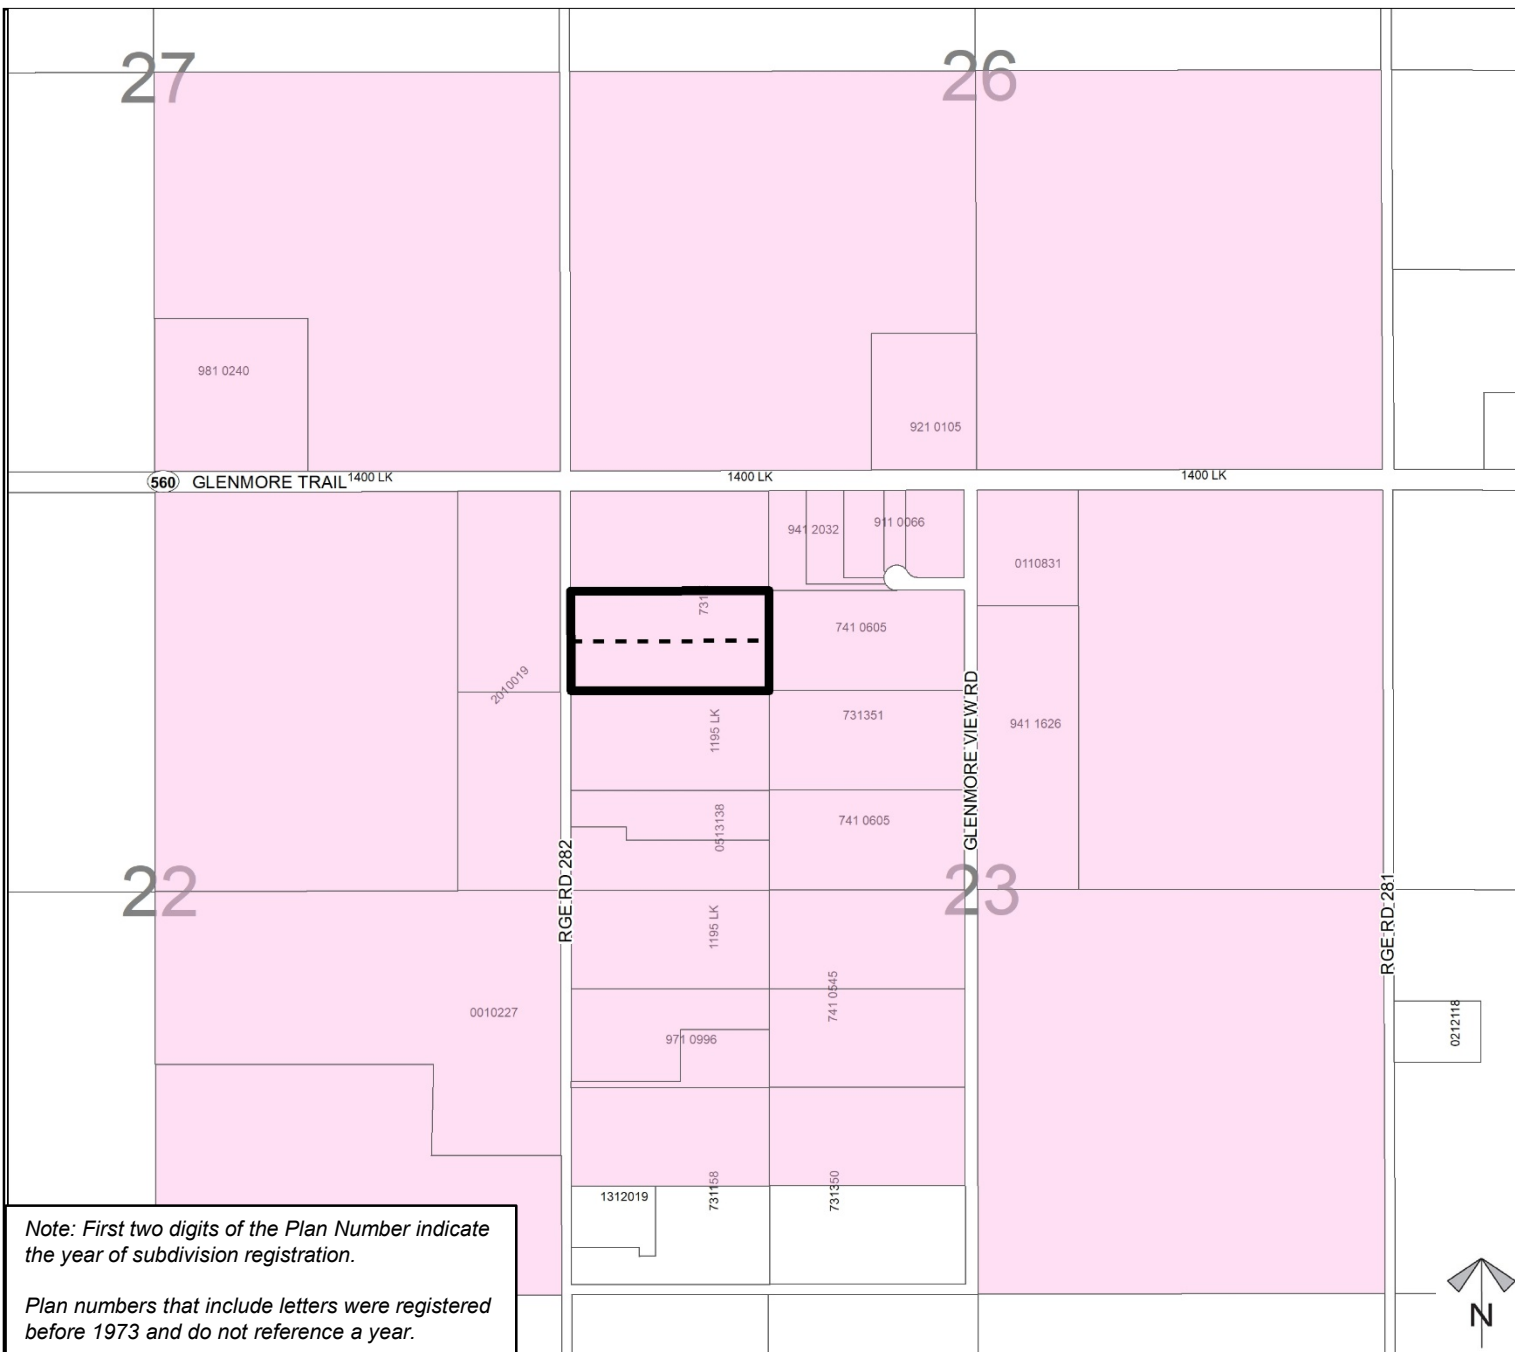 27
26
981 0240
921 0105
560
GLENMORE TRAIL
1400 LK
1400 LK
1400 LK
941 2032
911 0066
0110831
731
741 0605
2010019
1195 LK
731351
941 1626
GLENMORE VIEW RD
0513138
741 0605
RGE RD 282
22
23
RGE RD 281
1195 LK
741 0545
0010227
971 0996
0212118
1312019
731158
731350
Note: First two digits of the Plan Number indicate
the year of subdivision registration.
Plan numbers that include letters were registered
before 1973 and do not reference a year.
N